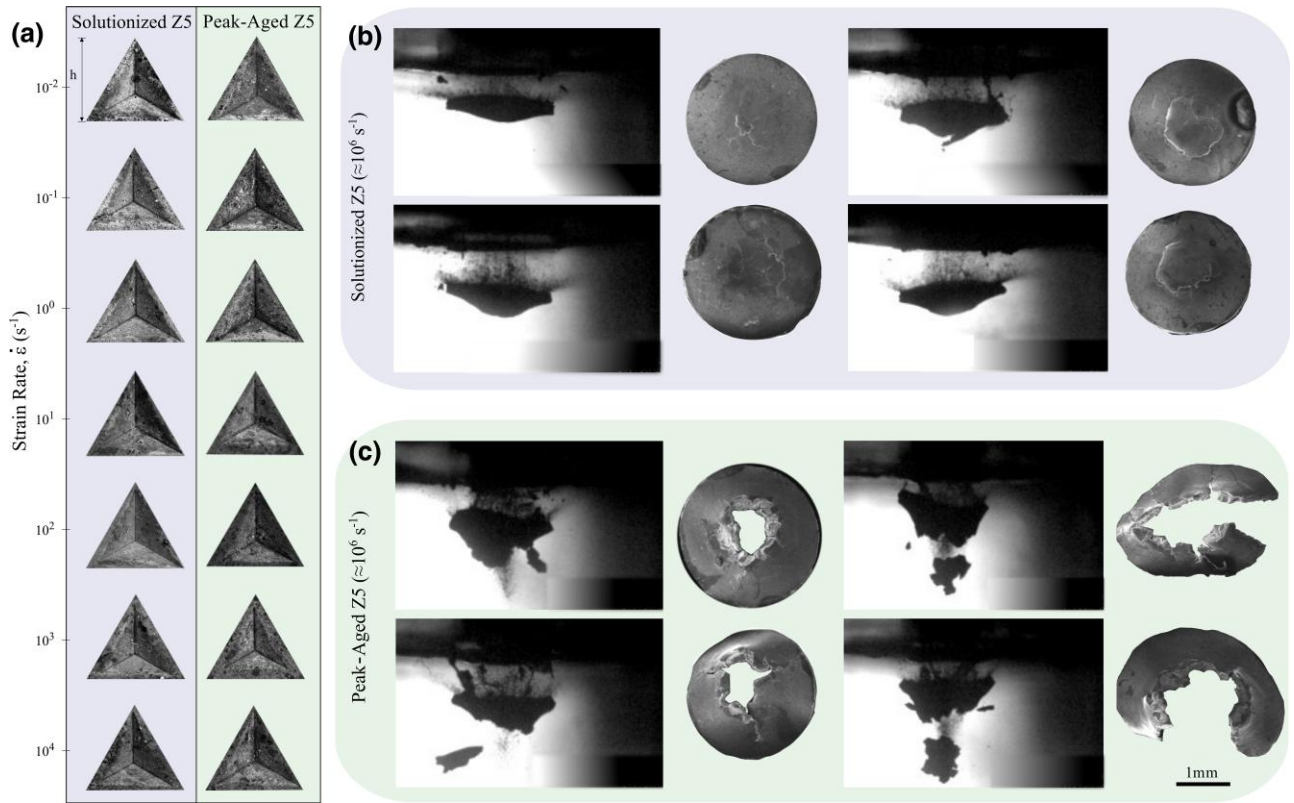 (a)
Solutionized Z5 Peak-Aged Z5
h
10-2
10-1
100
101
102
103
104
Strain Rate, ε̇ (s-1)
(b)
Solutionized Z5 (≈106 s-1)
(c)
Peak-Aged Z5 (≈106 s-1)
1mm